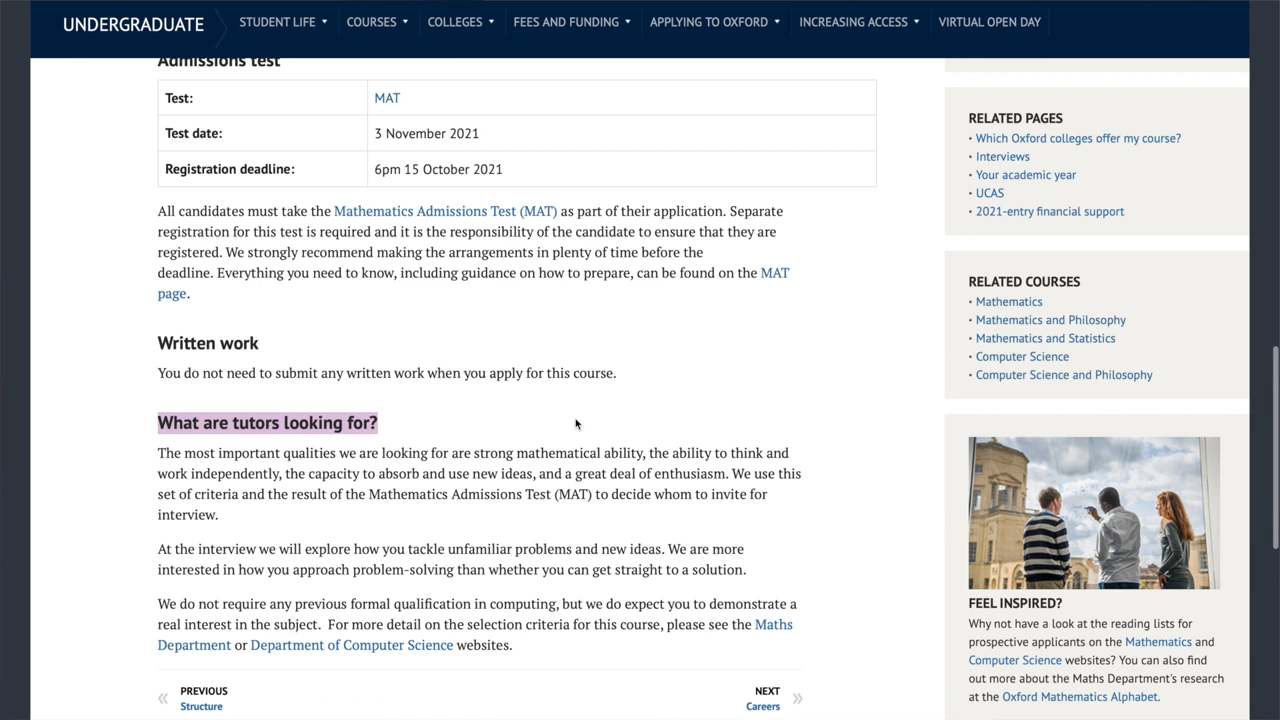 UNDERGRADUATE
STUDENT LIFE
COURSES
COLLEGES
FEES AND FUNDING
APPLYING TO OXFORD
INCREASING ACCESS
VIRTUAL OPEN DAY
Admissions test
Test: MAT
Test date: 3 November 2021
Registration deadline: 6pm 15 October 2021
All candidates must take the Mathematics Admissions Test (MAT) as part of their application. Separate
registration for this test is required and it is the responsibility of the candidate to ensure that they are
registered. We strongly recommend making the arrangements in plenty of time before the
deadline. Everything you need to know, including guidance on how to prepare, can be found on the MAT
page.
Written work
You do not need to submit any written work when you apply for this course.
What are tutors looking for?
The most important qualities we are looking for are strong mathematical ability, the ability to think and
work independently, the capacity to absorb and use new ideas, and a great deal of enthusiasm. We use this
set of criteria and the result of the Mathematics Admissions Test (MAT) to decide whom to invite for
interview.
At the interview we will explore how you tackle unfamiliar problems and new ideas. We are more
interested in how you approach problem-solving than whether you can get straight to a solution.
We do not require any previous formal qualification in computing, but we do expect you to demonstrate a
real interest in the subject. For more detail on the selection criteria for this course, please see the Maths
Department or Department of Computer Science websites.
« PREVIOUS
Structure
NEXT »
Careers
RELATED PAGES
• Which Oxford colleges offer my course?
• Interviews
• Your academic year
• UCAS
• 2021-entry financial support
RELATED COURSES
• Mathematics
• Mathematics and Philosophy
• Mathematics and Statistics
• Computer Science
• Computer Science and Philosophy
FEEL INSPIRED?
Why not have a look at the reading lists for
prospective applicants on the Mathematics and
Computer Science websites? You can also find
out more about the Maths Department's research
at the Oxford Mathematics Alphabet.